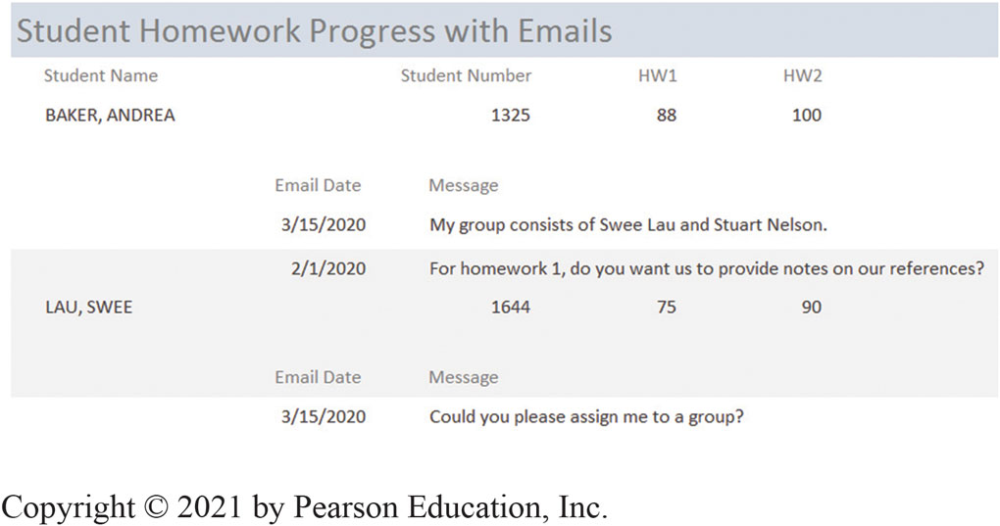 Student Homework Progress with Emails
Student Name Student Number HW1 HW2
BAKER, ANDREA 1325 88 100
Email Date Message
3/15/2020 My group consists of Swee Lau and Stuart Nelson.
2/1/2020 For homework 1, do you want us to provide notes on our references?
LAU, SWEE 1644 75 90
Email Date Message
3/15/2020 Could you please assign me to a group?
Copyright © 2021 by Pearson Education, Inc.